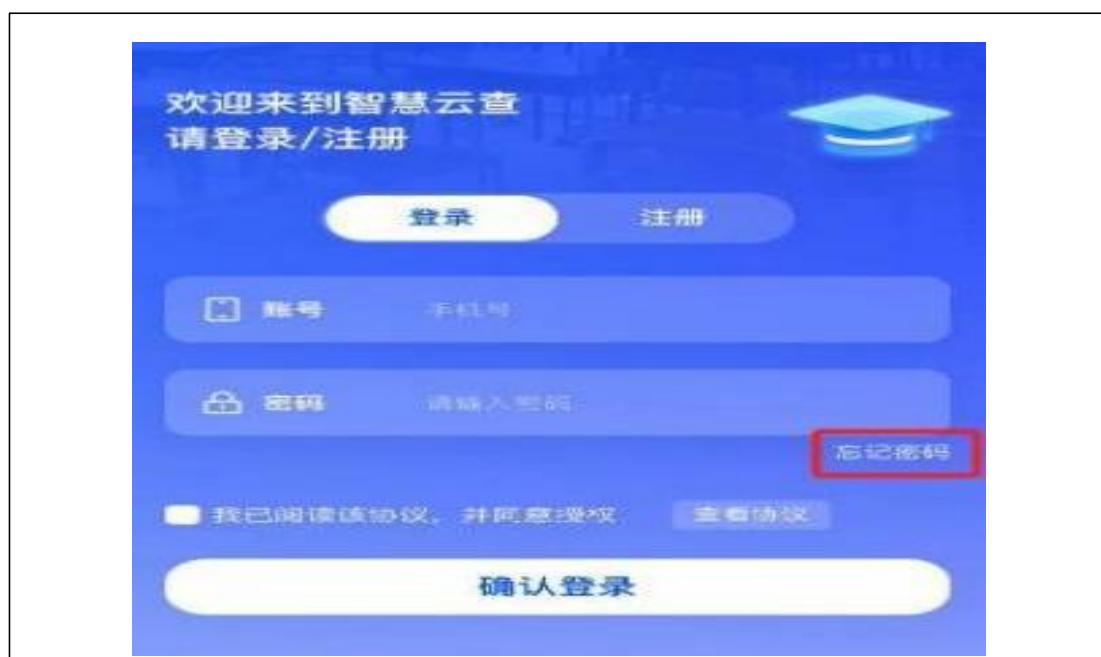 欢迎来到智慧云查
请登录/注册
登录 注册
账号 手机号
密码 请输入密码
忘记密码
我已阅读该协议，并同意授权 查看协议
确认登录